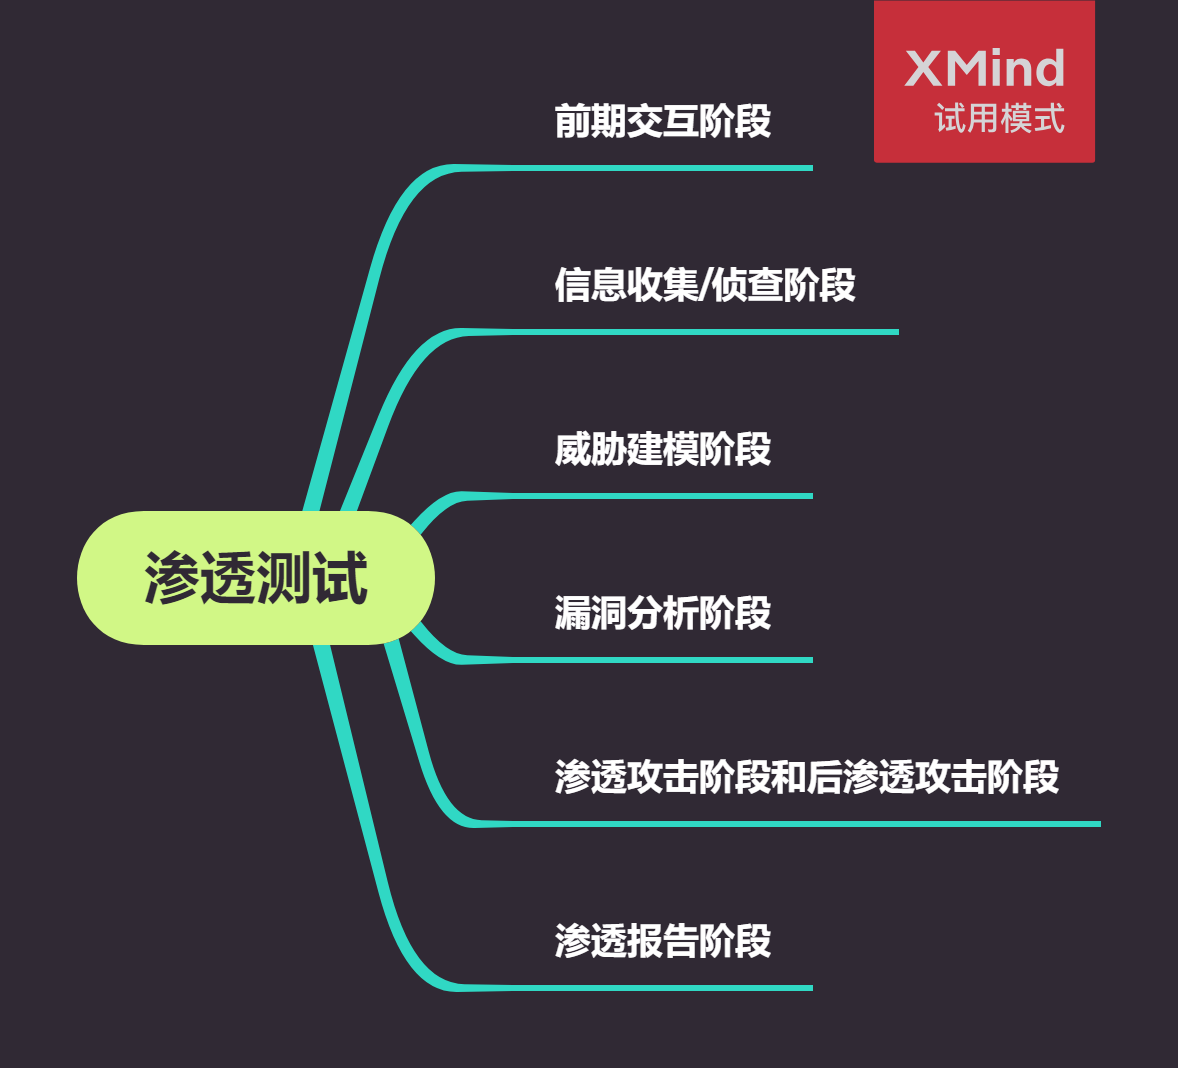 XMind
试用模式
前期交互阶段
信息收集/侦查阶段
威胁建模阶段
渗透测试
漏洞分析阶段
渗透攻击阶段和后渗透攻击阶段
渗透报告阶段